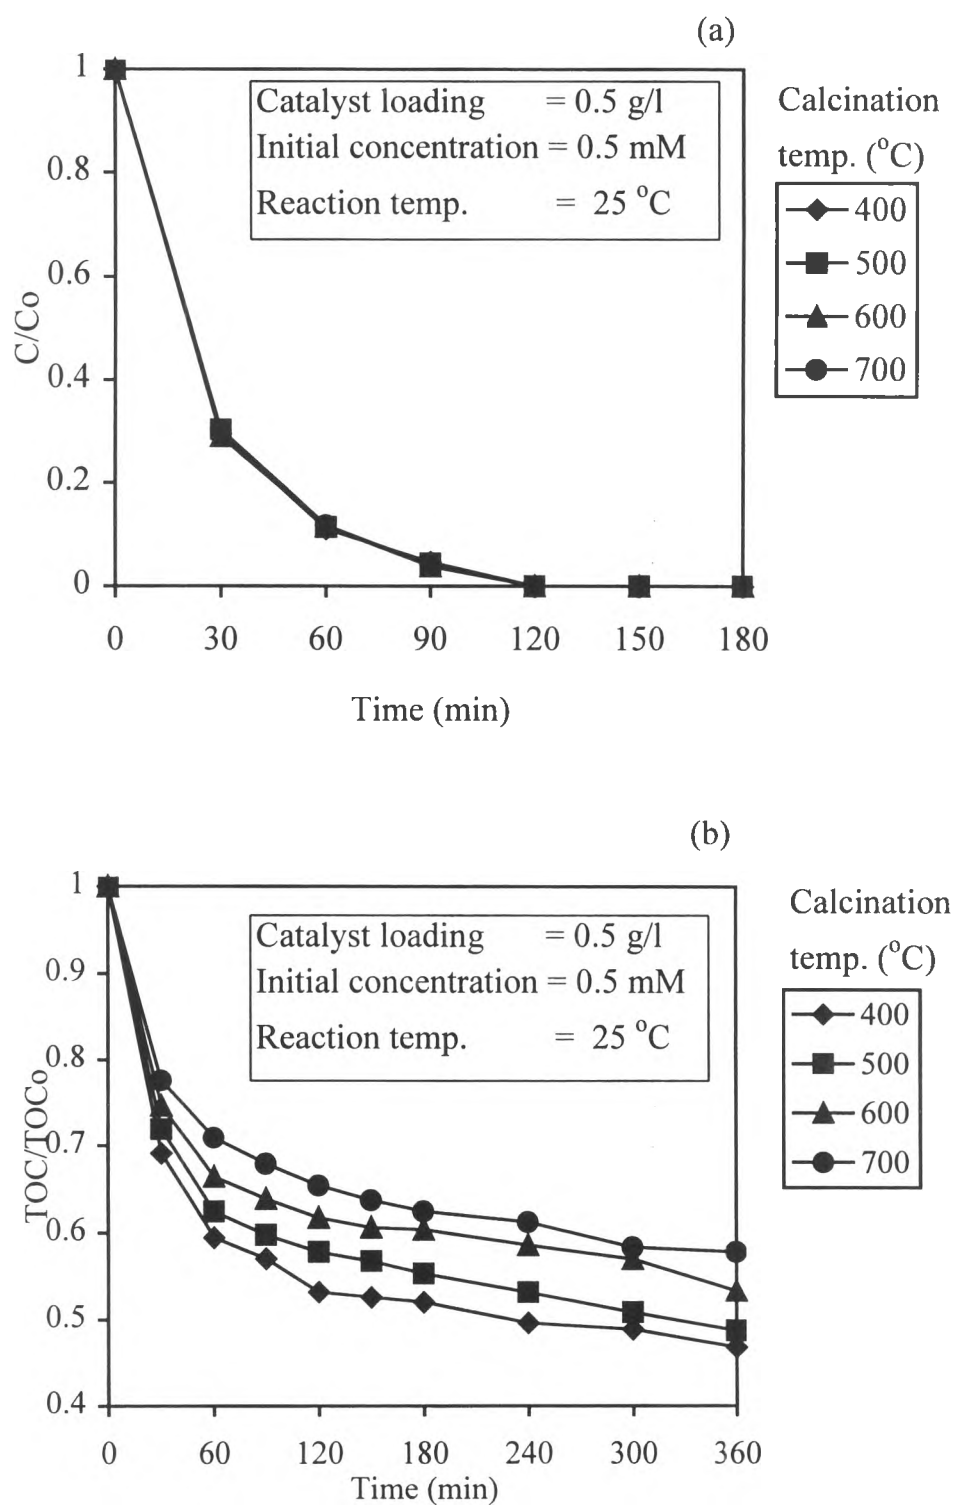 (a)
1
0.8
0.6
0.4
0.2
0
C/Co
Catalyst loading = 0.5 g/l
Initial concentration = 0.5 mM
Reaction temp. = 25 °C
Calcination
temp. (°C)
400
500
600
700
0 30 60 90 120 150 180
Time (min)
(b)
1
0.9
0.8
0.7
0.6
0.5
0.4
TOC/TOCo
Catalyst loading = 0.5 g/l
Initial concentration = 0.5 mM
Reaction temp. = 25 °C
Calcination
temp. (°C)
400
500
600
700
0 60 120 180 240 300 360
Time (min)